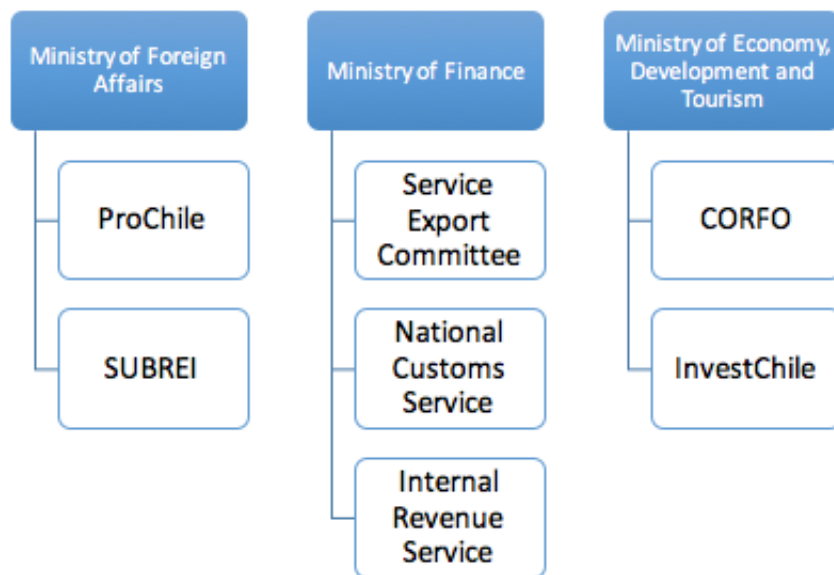 Ministry of Foreign
Affairs
ProChile
SUBREI
Ministry of Finance
Service
Export
Committee
National
Customs
Service
Internal
Revenue
Service
Ministry of Economy,
Development and
Tourism
CORFO
InvestChile